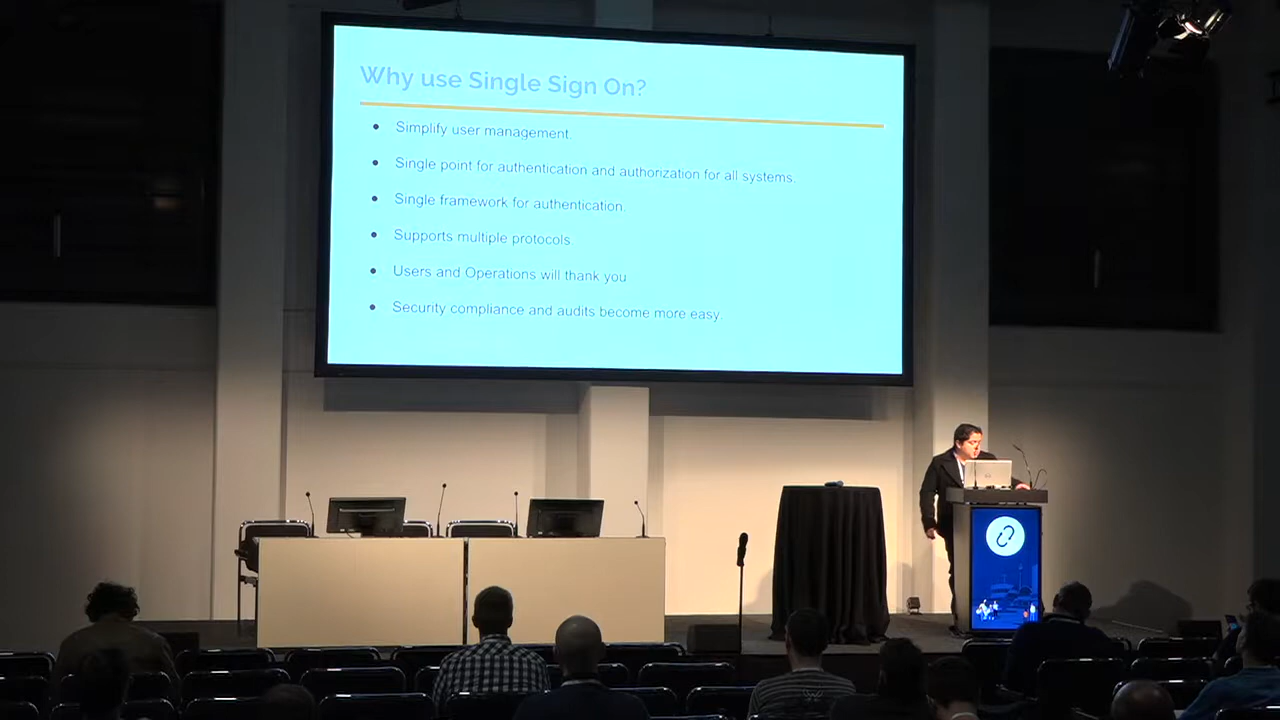 Why use Single Sign On?
Simplify user management.
Single point for authentication and authorization for all systems.
Single framework for authentication.
Supports multiple protocols.
Users and Operations will thank you
Security compliance and audits become more easy.